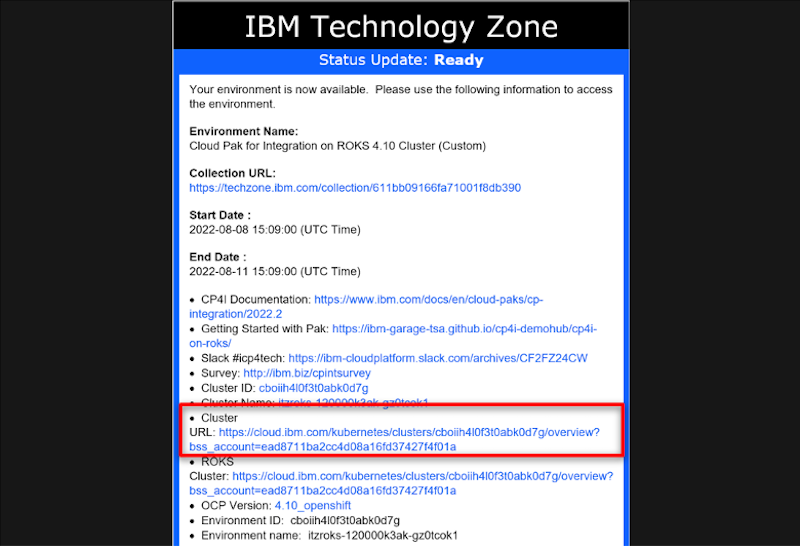 IBM Technology Zone
Status Update: Ready
Your environment is now available.  Please use the following information to access
the environment.
Environment Name:
Cloud Pak for Integration on ROKS 4.10 Cluster (Custom)
Collection URL:
https://techzone.ibm.com/collection/611bb09166fa71001f8db390
Start Date :
2022-08-08 15:09:00 (UTC Time)
End Date :
2022-08-11 15:09:00 (UTC Time)
• CP4I Documentation: https://www.ibm.com/docs/en/cloud-paks/cp-
integration/2022.2
• Getting Started with Pak: https://ibm-garage-tsa.github.io/cp4i-demohub/cp4i-
on-roks/
• Slack #icp4tech: https://ibm-cloudplatform.slack.com/archives/CF2FZ24CW
• Survey: http://ibm.biz/cpintsurvey
• Cluster ID: cboiih4l0f3t0abk0d7g
• Cluster Name: itzroks-120000k3ak-gz0tcok1
• Cluster
URL: https://cloud.ibm.com/kubernetes/clusters/cboiih4l0f3t0abk0d7g/overview?
bss_account=ead8711ba2cc4d08a16fd37427f4f01a
• ROKS
Cluster: https://cloud.ibm.com/kubernetes/clusters/cboiih4l0f3t0abk0d7g/overview?
bss_account=ead8711ba2cc4d08a16fd37427f4f01a
• OCP Version: 4.10_openshift
• Environment ID:  cboiih4l0f3t0abk0d7g
• Environment name:  itzroks-120000k3ak-gz0tcok1